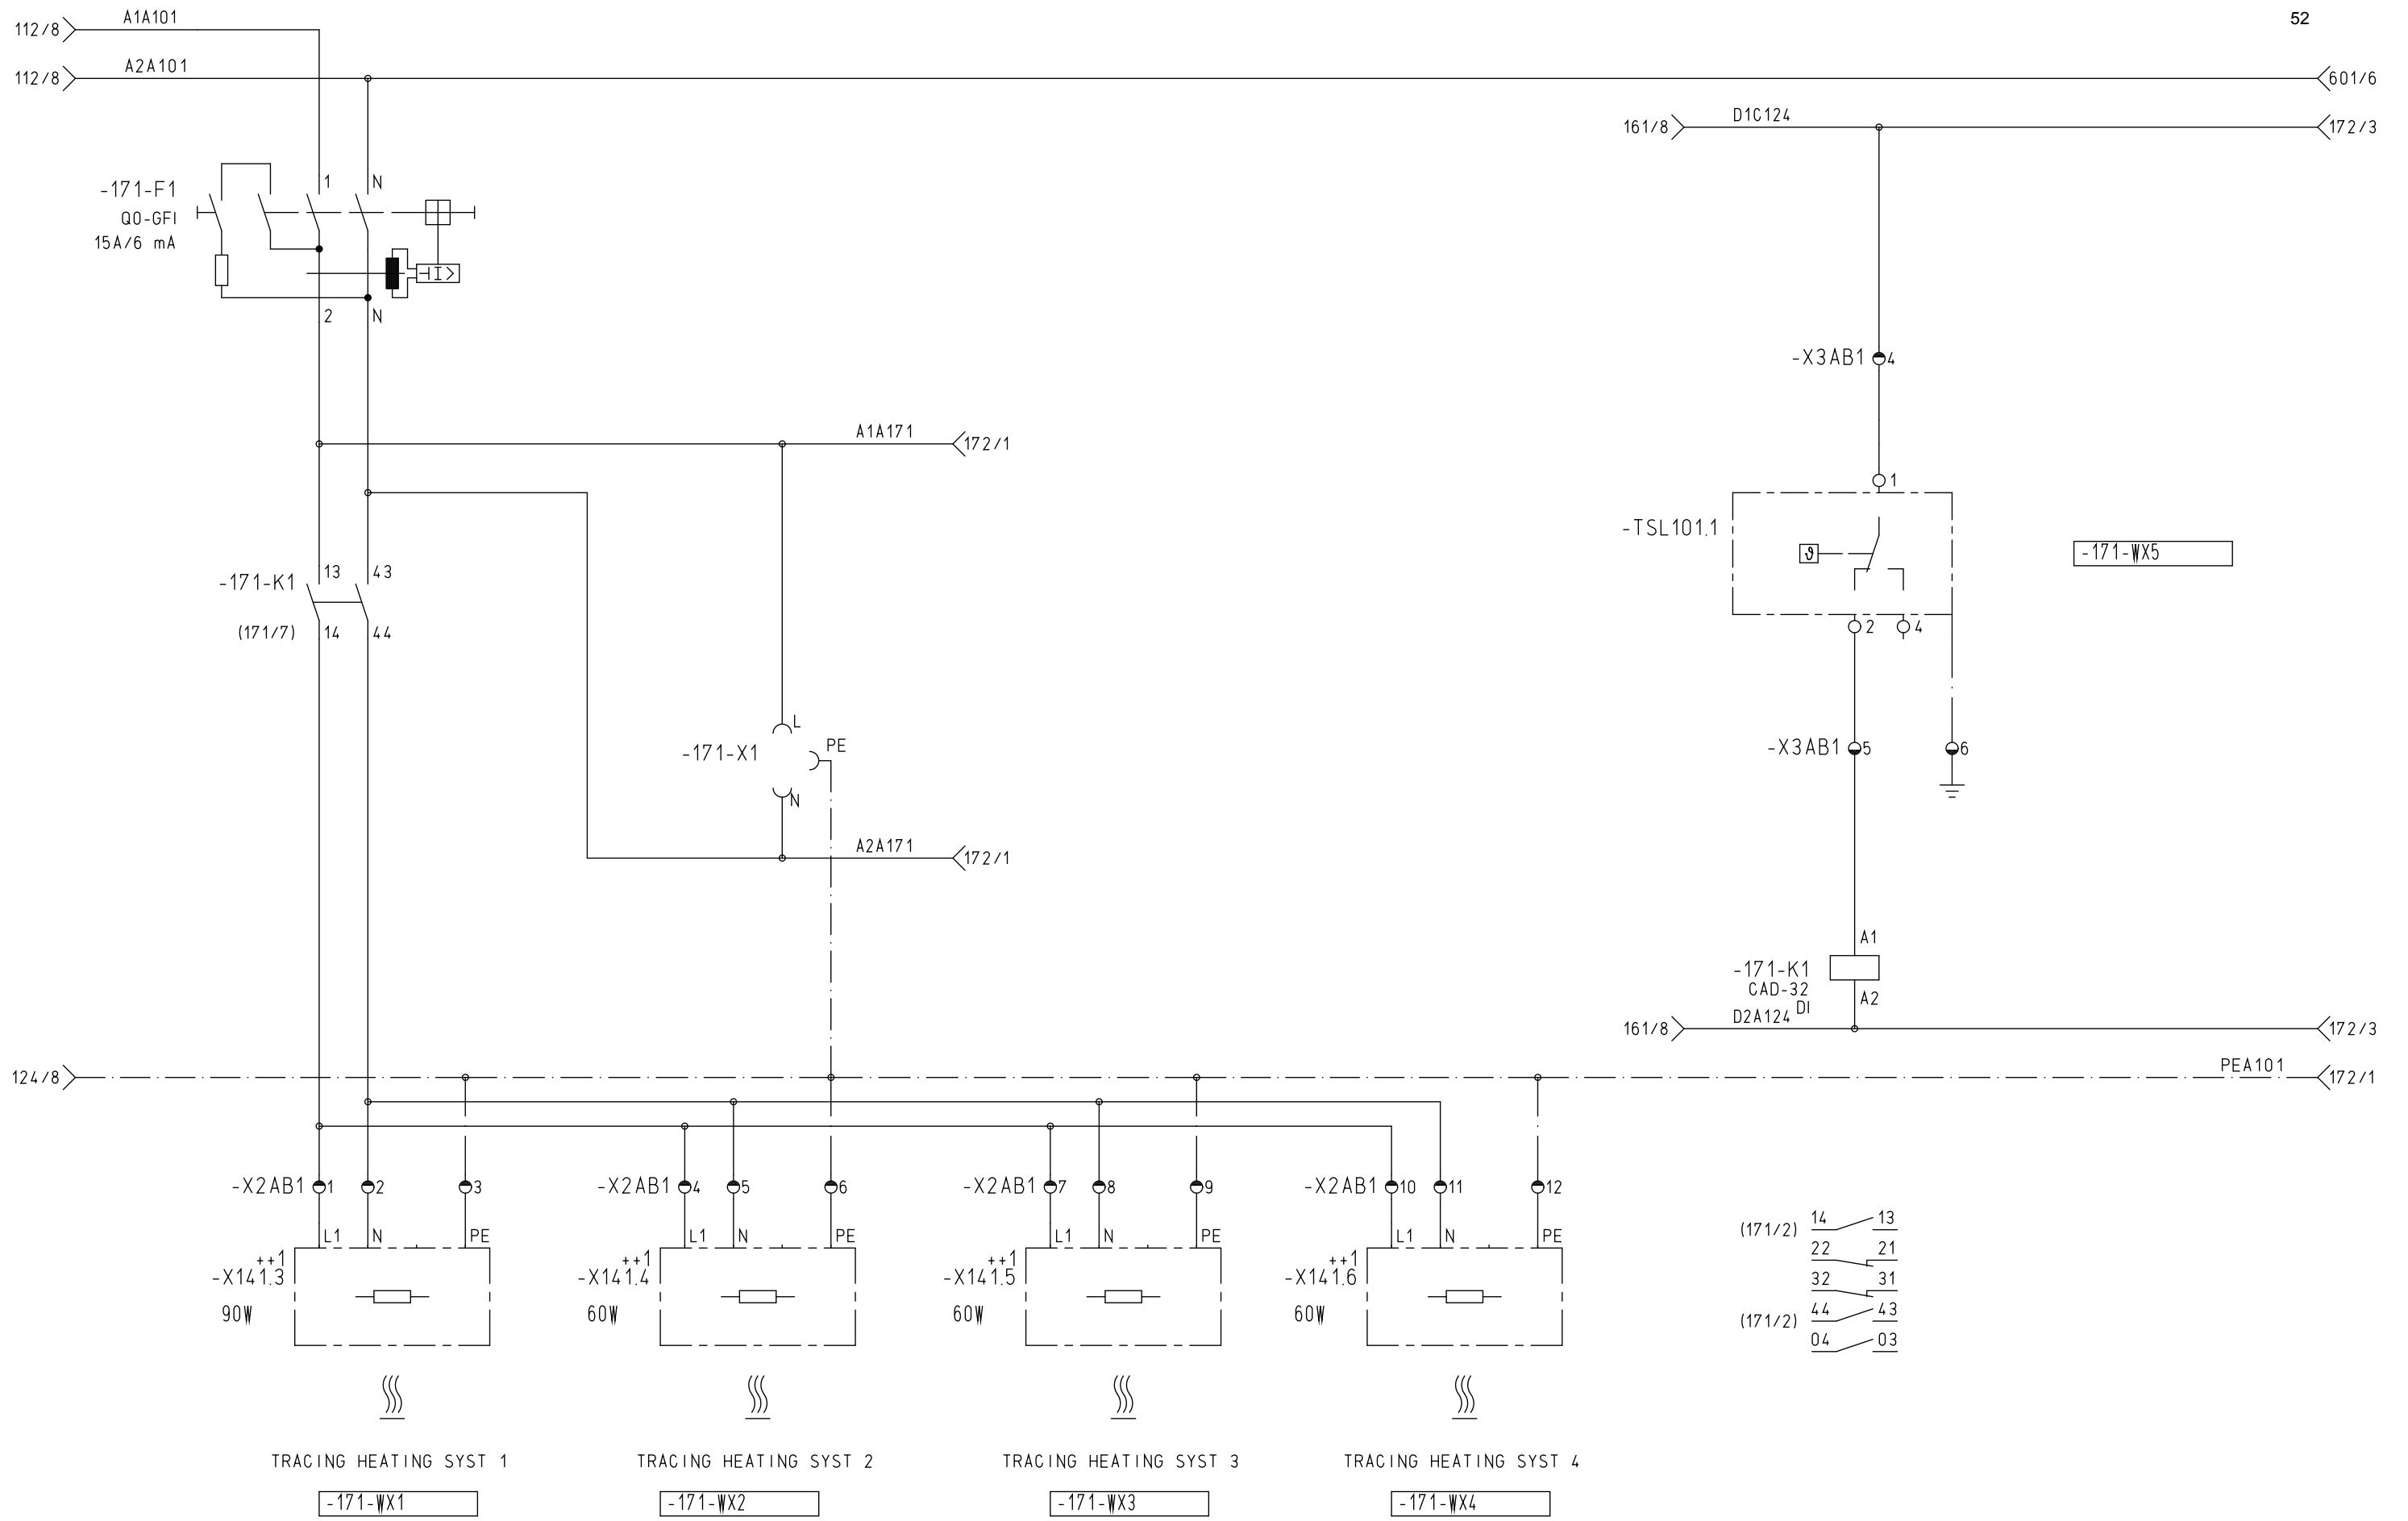 52
A1A101
112/8
A2A101
112/8
601/6
D1C124
161/8
172/3
1
N
-171-F1
Q0-GFI
15A/6 mA
I>
2
N
-X3AB1
4
A1A171
172/1
1
-TSL101.1
ϑ
-171-WX5
13
43
-171-K1
(171/7)
14
44
2
4
L
-171-X1
PE
N
-X3AB1
5
6
A2A171
172/1
A1
-171-K1
CAD-32
DI
A2
161/8
D2A124
172/3
124/8
PEA101
172/1
-X2AB1
1
2
3
-X2AB1
4
5
6
-X2AB1
7
8
9
-X2AB1
10
11
12
L1
N
PE
L1
N
PE
L1
N
PE
L1
N
PE
++1
-X141.3
90W
++1
-X141.4
60W
++1
-X141.5
60W
++1
-X141.6
60W
(171/2)
14
13
22
21
32
31
(171/2)
44
43
04
03
TRACING HEATING SYST 1
TRACING HEATING SYST 2
TRACING HEATING SYST 3
TRACING HEATING SYST 4
-171-WX1
-171-WX2
-171-WX3
-171-WX4